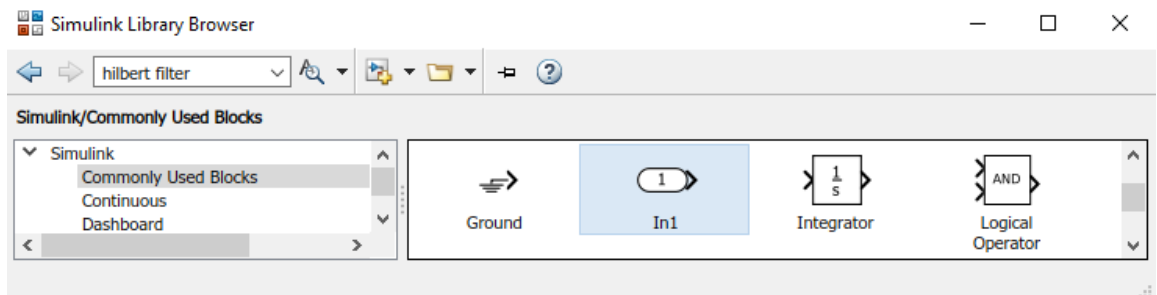 Simulink Library Browser
hilbert filter
Simulink/Commonly Used Blocks
Simulink
Commonly Used Blocks
Continuous
Dashboard
Ground
1
In1
1
s
Integrator
AND
Logical
Operator